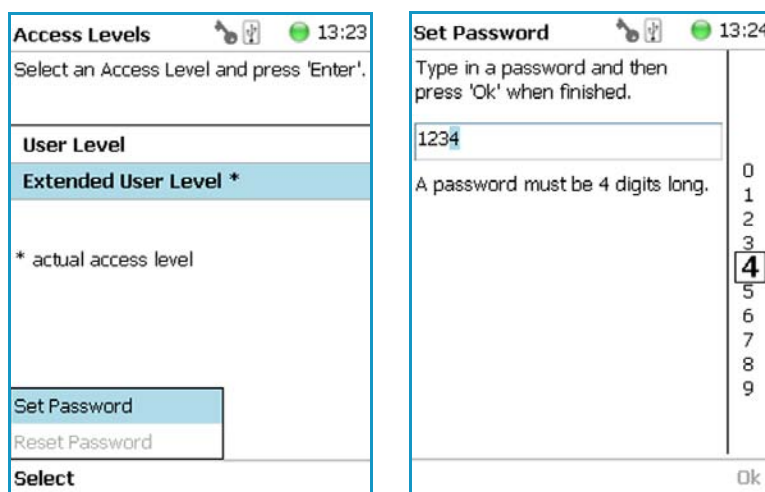 Access Levels 13:23
Select an Access Level and press 'Enter'.
User Level
Extended User Level *
* actual access level
Set Password
Reset Password
Select
Set Password 13:24
Type in a password and then
press 'Ok' when finished.
1234
A password must be 4 digits long.
0
1
2
3
4
5
6
7
8
9
Ok